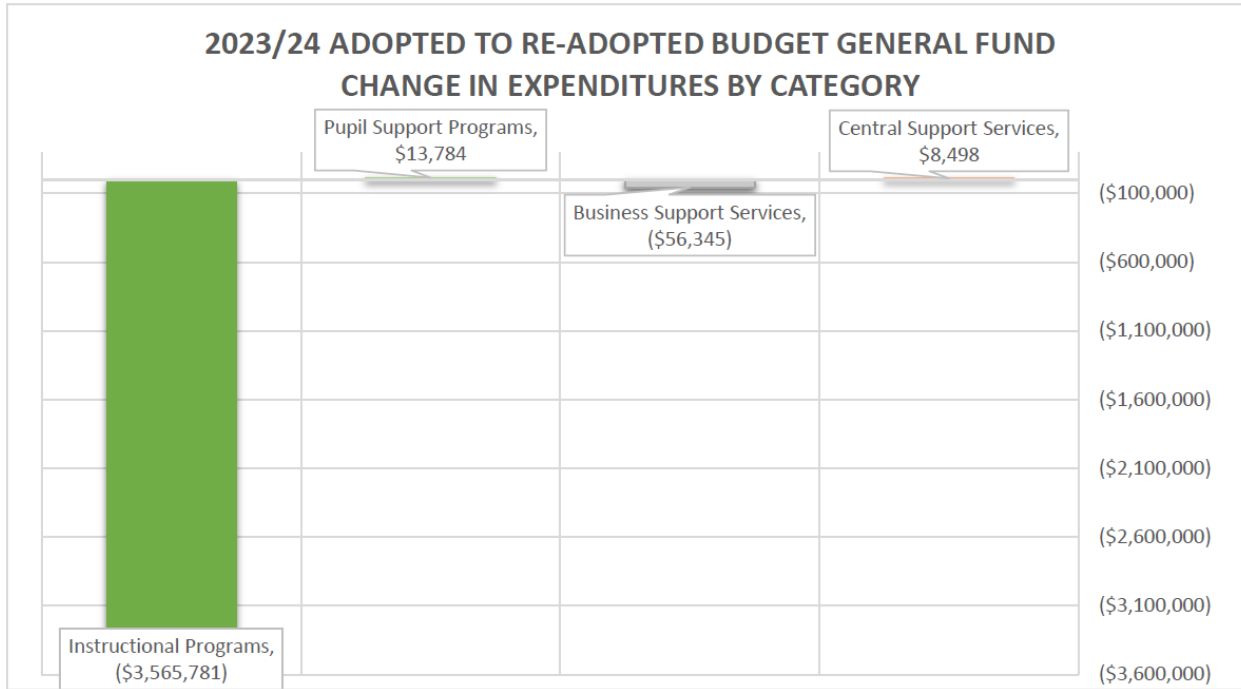 2023/24 ADOPTED TO RE-ADOPTED BUDGET GENERAL FUND
CHANGE IN EXPENDITURES BY CATEGORY
Pupil Support Programs,
$13,784
Central Support Services,
$8,498
Business Support Services,
($56,345)
Instructional Programs,
($3,565,781)
($100,000)
($600,000)
($1,100,000)
($1,600,000)
($2,100,000)
($2,600,000)
($3,100,000)
($3,600,000)